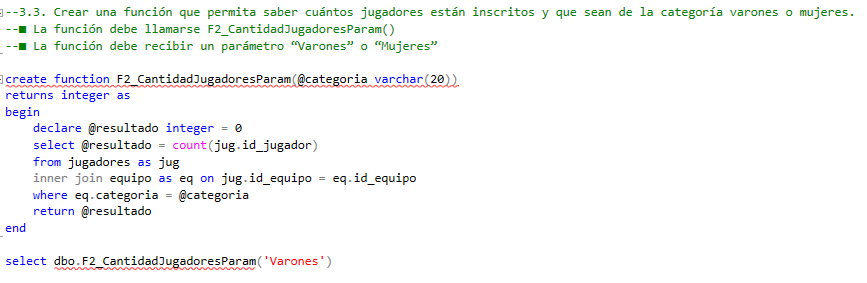 --3.3. Crear una función que permita saber cuántos jugadores están inscritos y que sean de la categoría varones o mujeres.
--■ La función debe llamarse F2_CantidadJugadoresParam()
--■ La función debe recibir un parámetro “Varones” o “Mujeres”
create function F2_CantidadJugadoresParam(@categoria varchar(20))
returns integer as
begin
declare @resultado integer = 0
select @resultado = count(jug.id_jugador)
from jugadores as jug
inner join equipo as eq on jug.id_equipo = eq.id_equipo
where eq.categoria = @categoria
return @resultado
end
select dbo.F2_CantidadJugadoresParam('Varones')